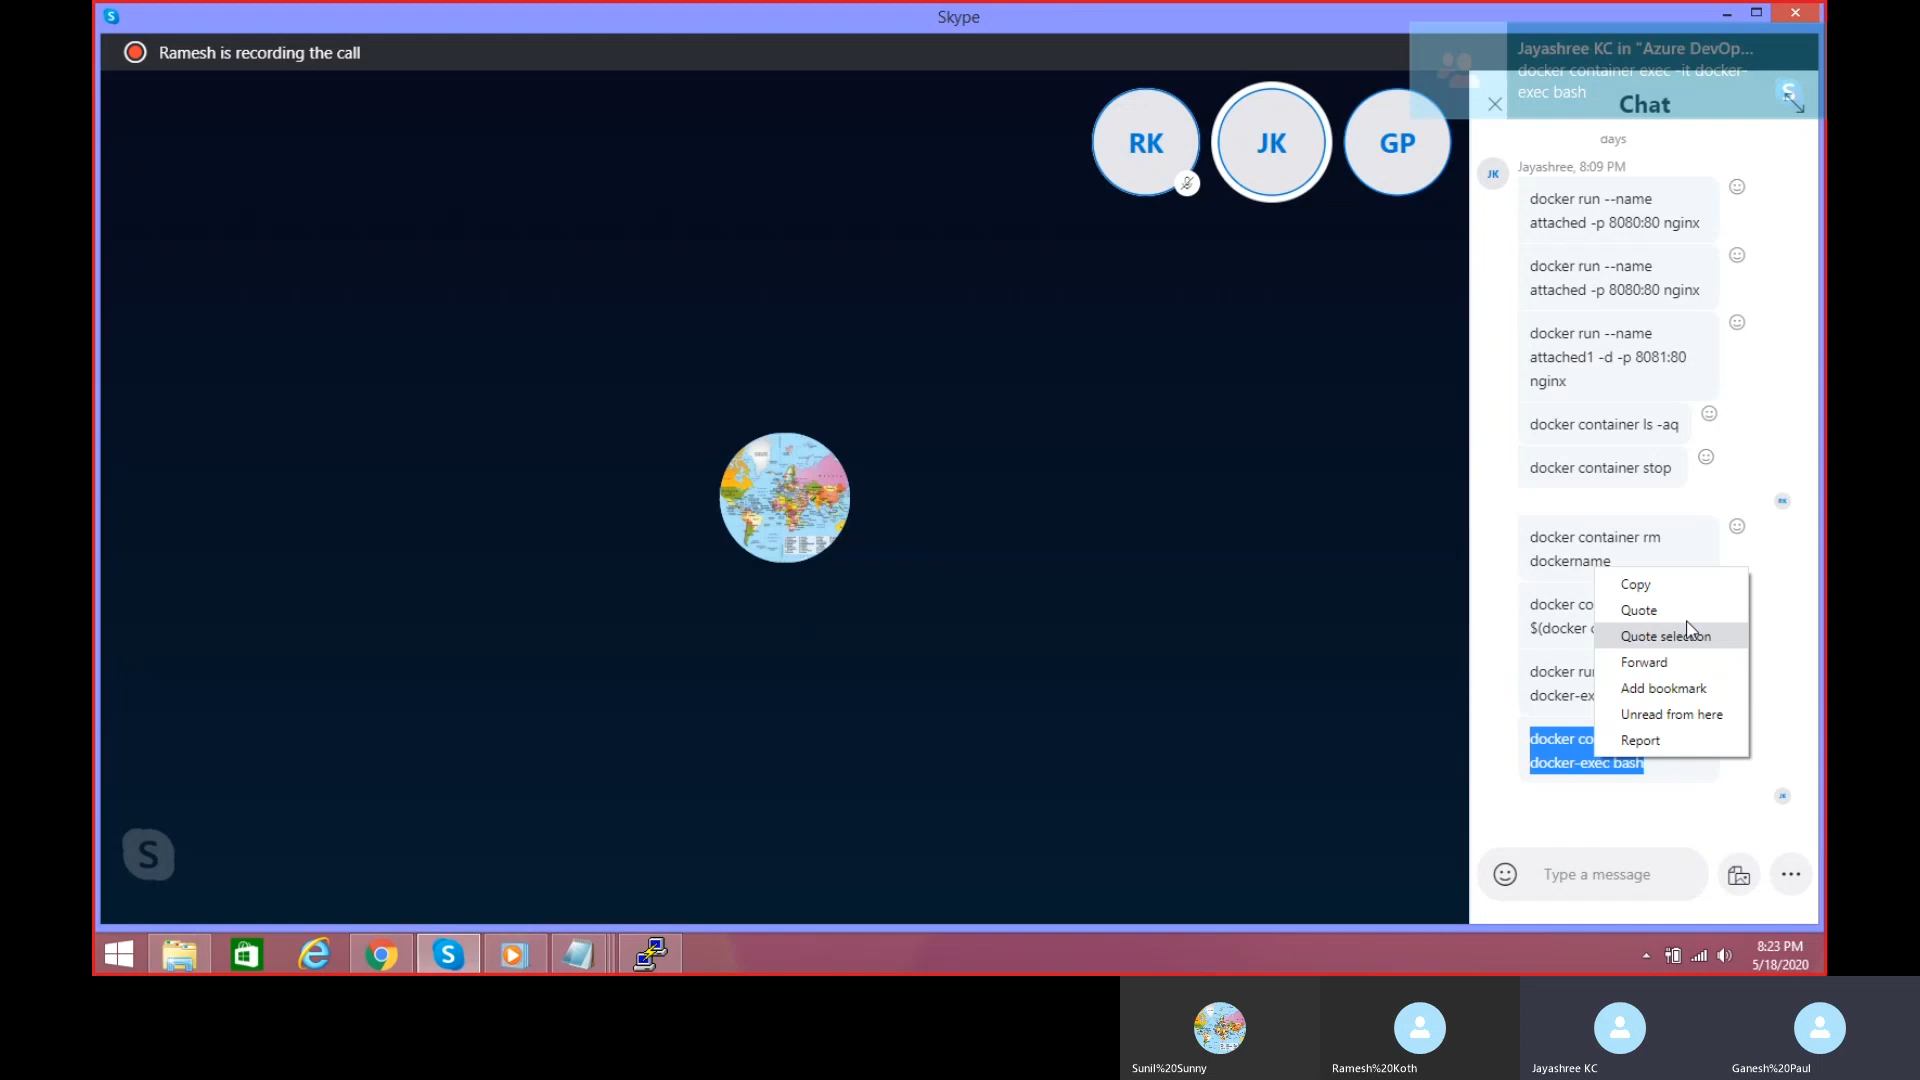 Skype
Ramesh is recording the call
Jayashree KC in "Azure DevOp...
docker container exec -it docker-
exec bash
RK
JK
GP
Chat
days
JK
Jayashree, 8:09 PM
docker run --name
attached -p 8080:80 nginx
docker run --name
attached -p 8080:80 nginx
docker run --name
attached1 -d -p 8081:80
nginx
docker container ls -aq
docker container stop
RK
docker container rm
dockername
docker co
$(docker c
docker ru
docker-ex
docker co
docker-exec bash
Copy
Quote
Quote selection
Forward
Add bookmark
Unread from here
Report
JK
Type a message
8:23 PM
5/18/2020
Sunil%20Sunny
Ramesh%20Koth
Jayashree KC
Ganesh%20Paul